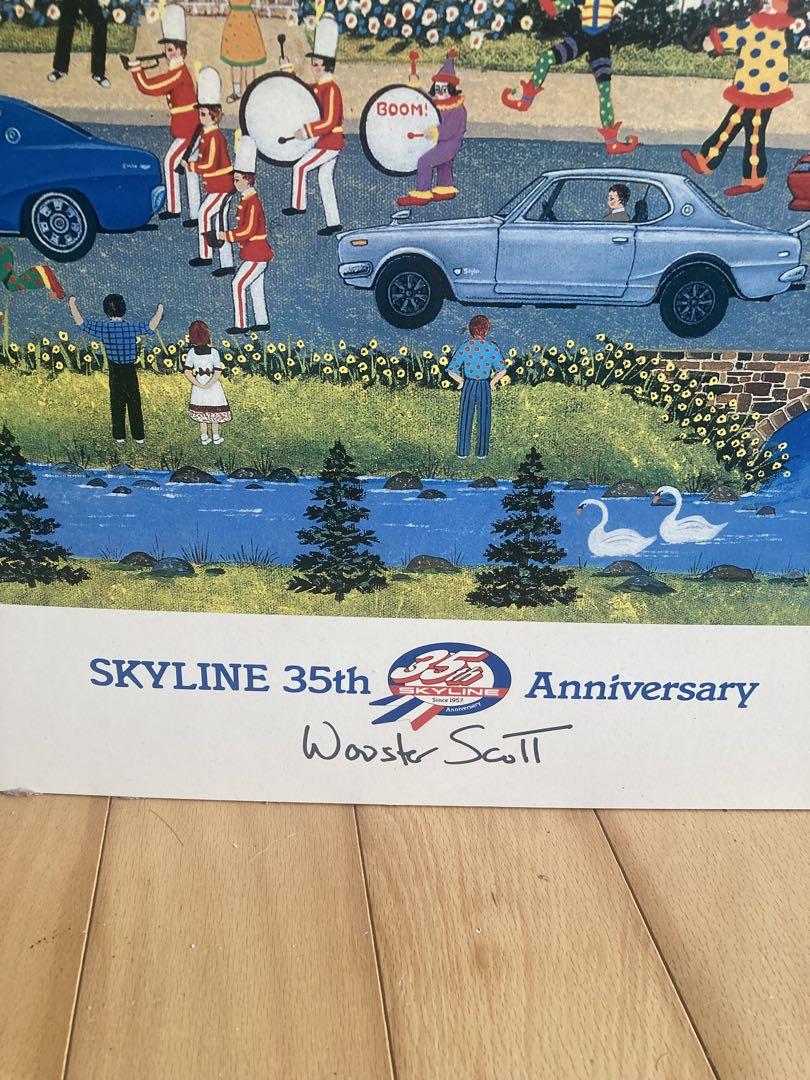 BOOM!
SKYLINE 35th
35th
SKYLINE
Since 1957
Anniversary
Anniversary
Wooster Scott